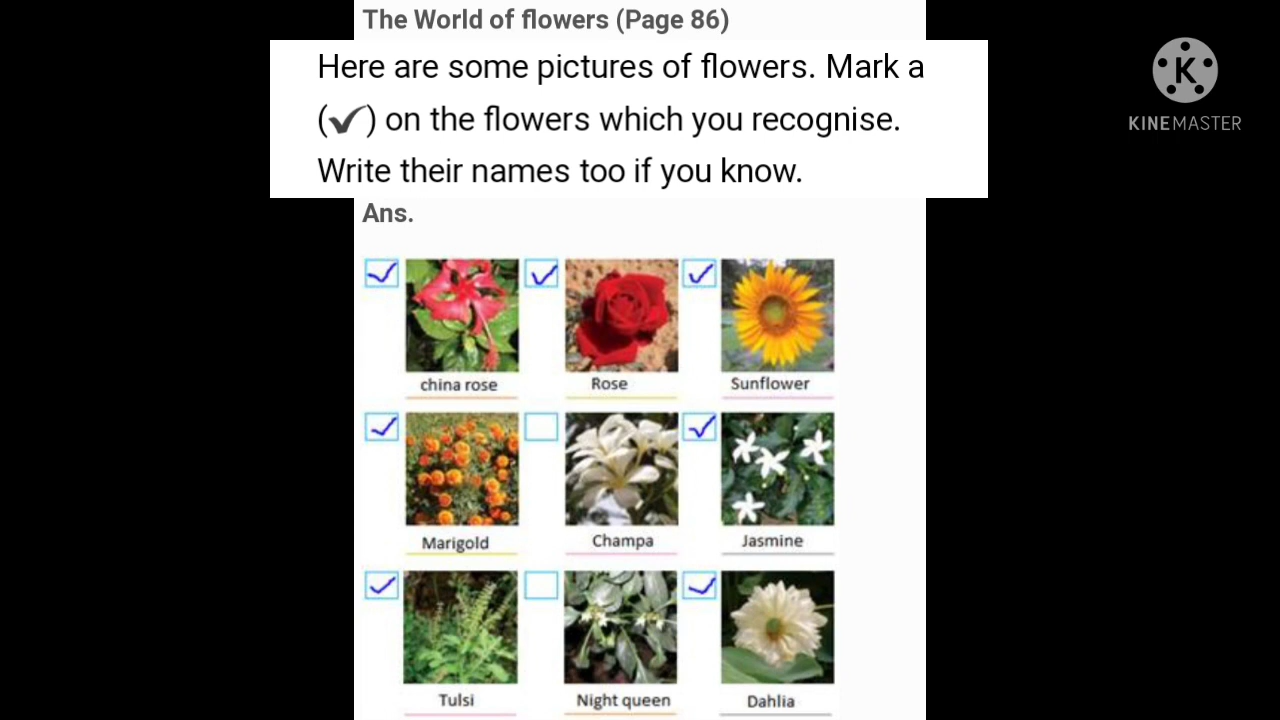 The World of flowers (Page 86)
Here are some pictures of flowers. Mark a
(✓) on the flowers which you recognise.
Write their names too if you know.
Ans.
china rose Rose Sunflower
Marigold Champa Jasmine
Tulsi Night queen Dahlia
K
KINEMASTER